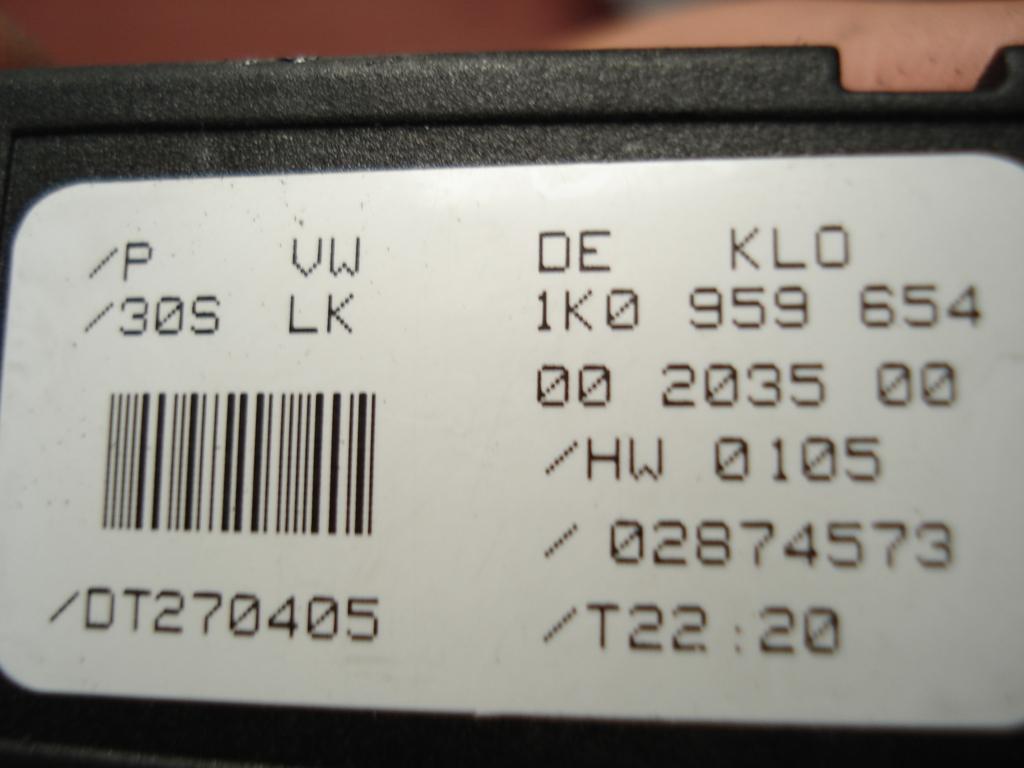 /P VW
/30S LK
/DT270405
DE KLO
1K0 959 654
00 2035 00
/HW 0105
/ 02874573
/T22:20